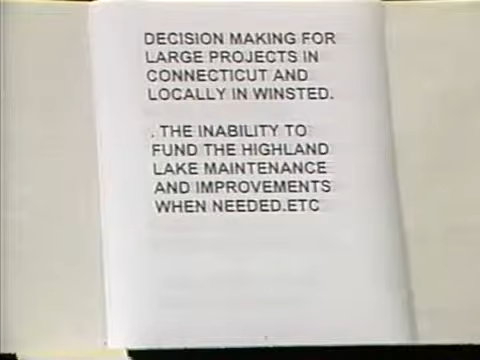 DECISION MAKING FOR
LARGE PROJECTS IN
CONNECTICUT AND
LOCALLY IN WINSTED.
. THE INABILITY TO
FUND THE HIGHLAND
LAKE MAINTENANCE
AND IMPROVEMENTS
WHEN NEEDED.ETC